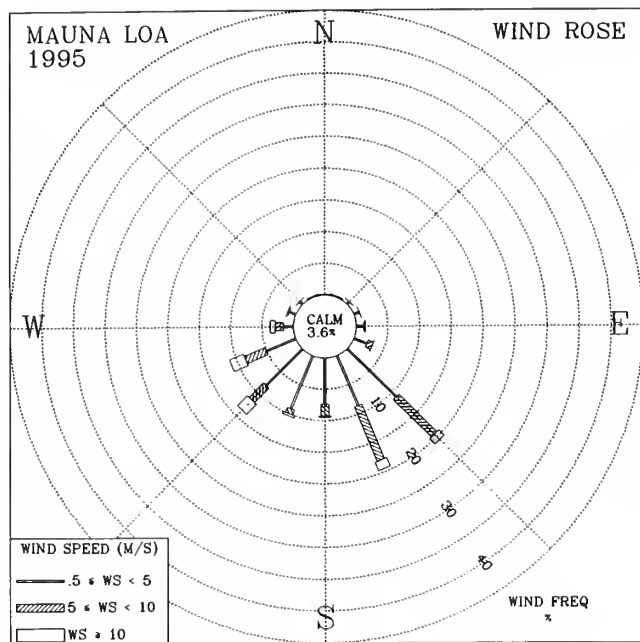 MAUNA LOA
1995
WIND ROSE
N
W
E
CALM
3.6%
10
20
30
40
S
WIND SPEED (M/S)
.5 ≤ WS < 5
5 ≤ WS < 10
WS ≥ 10
WIND FREQ
%